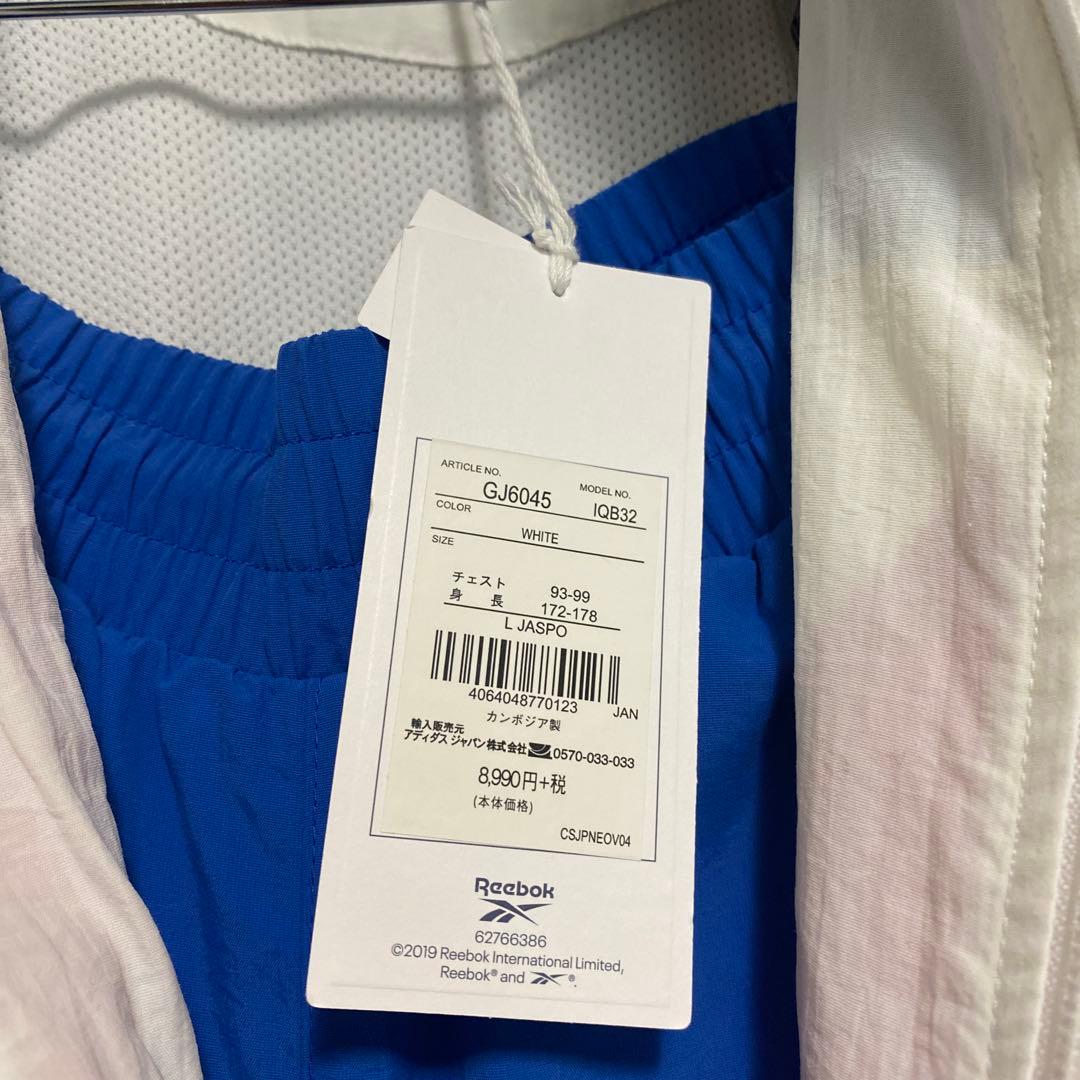 ARTICLE NO.
GJ6045
MODEL NO.
IQB32
COLOR
WHITE
SIZE
チェスト 93-99
身長 172-178
L JASPO
4064048770123
JAN
カンボジア製
輸入販売元
アディダス ジャパン株式会社 0570-033-033
8,990円+税
(本体価格)
CSJPNEOV04
Reebok
62766386
©2019 Reebok International Limited,
Reebok® and ®.